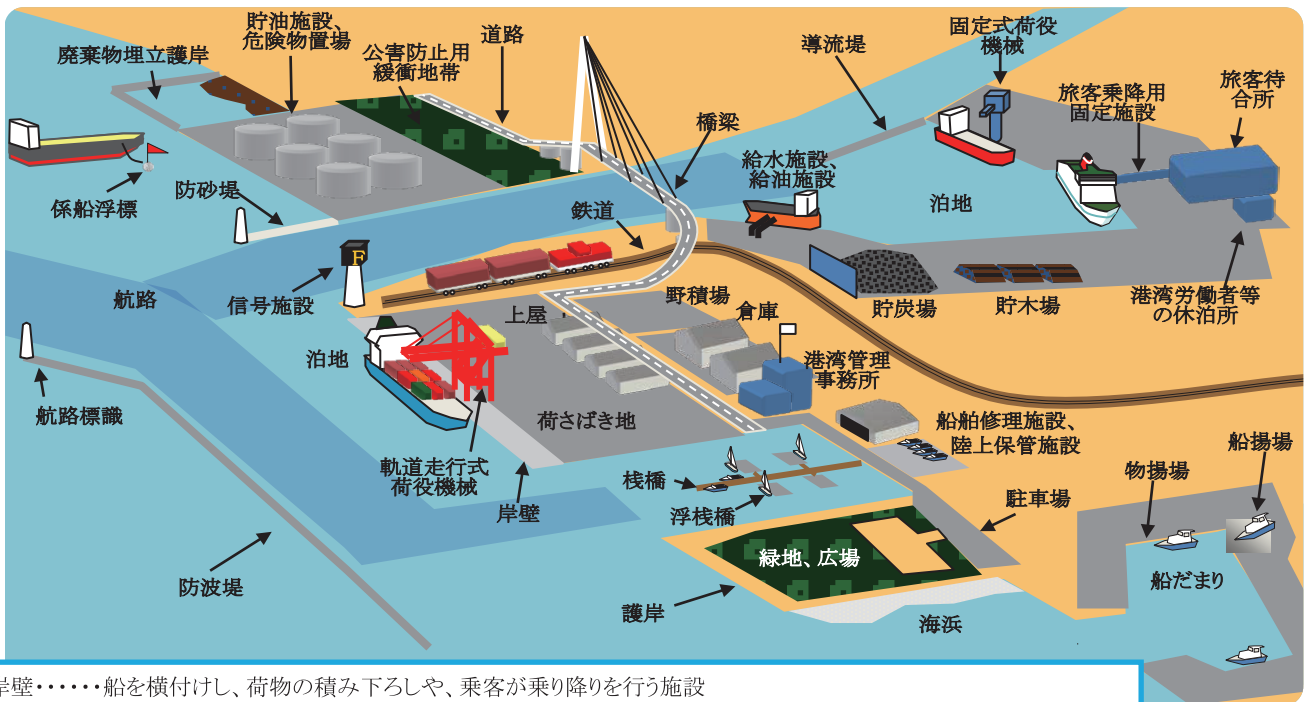 貯油施設、
危険物置場
廃棄物埋立護岸
公害防止用
緩衝地帯
道路
導流堤
固定式荷役
機械
旅客乗降用
固定施設
旅客待
合所
橋梁
給水施設、
給油施設
泊地
係船浮標
防砂堤
鉄道
F
航路
信号施設
上屋
野積場
倉庫
貯炭場
貯木場
港湾労働者等
の休泊所
泊地
港湾管理
事務所
航路標識
荷さばき地
船舶修理施設、
陸上保管施設
軌道走行式
荷役機械
岸壁
桟橋
浮桟橋
駐車場
物揚場
船揚場
緑地、広場
船だまり
防波堤
護岸
海浜
岸壁・・・・・・船を横付けし、荷物の積み下ろしや、乗客が乗り降りを行う施設